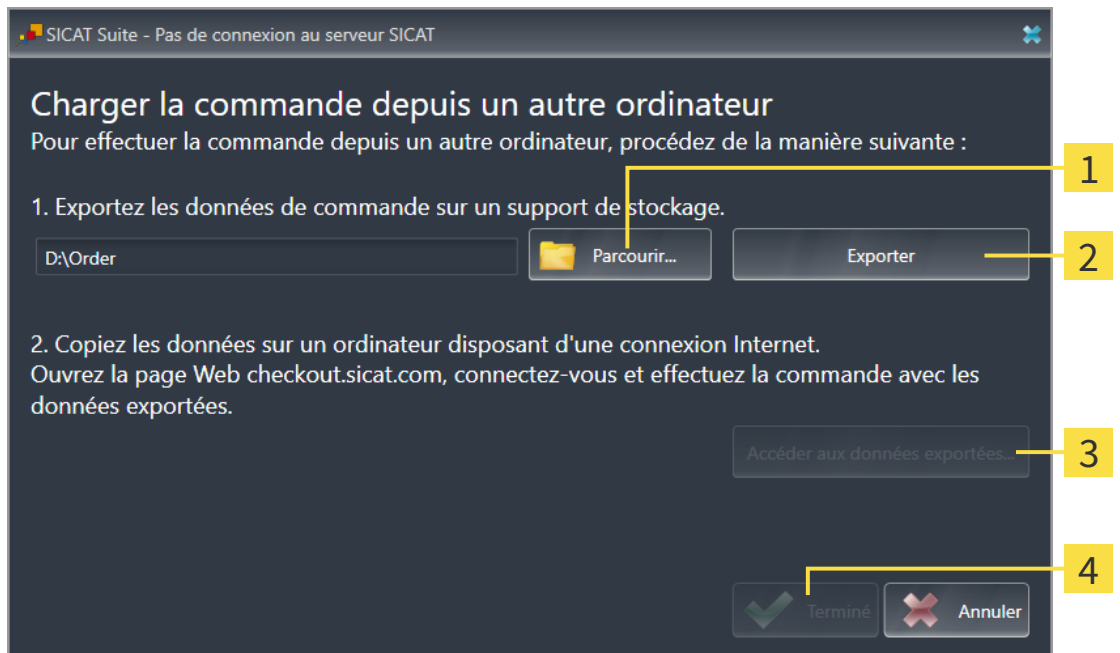 SICAT Suite - Pas de connexion au serveur SICAT
Charger la commande depuis un autre ordinateur
Pour effectuer la commande depuis un autre ordinateur, procédez de la manière suivante :
1
1. Exportez les données de commande sur un support de stockage.
D:\Order
Parcourir...
Exporter
2
2. Copiez les données sur un ordinateur disposant d'une connexion Internet.
Ouvrez la page Web checkout.sicat.com, connectez-vous et effectuez la commande avec les
données exportées.
Accéder aux données exportées...
3
4
Terminé
Annuler